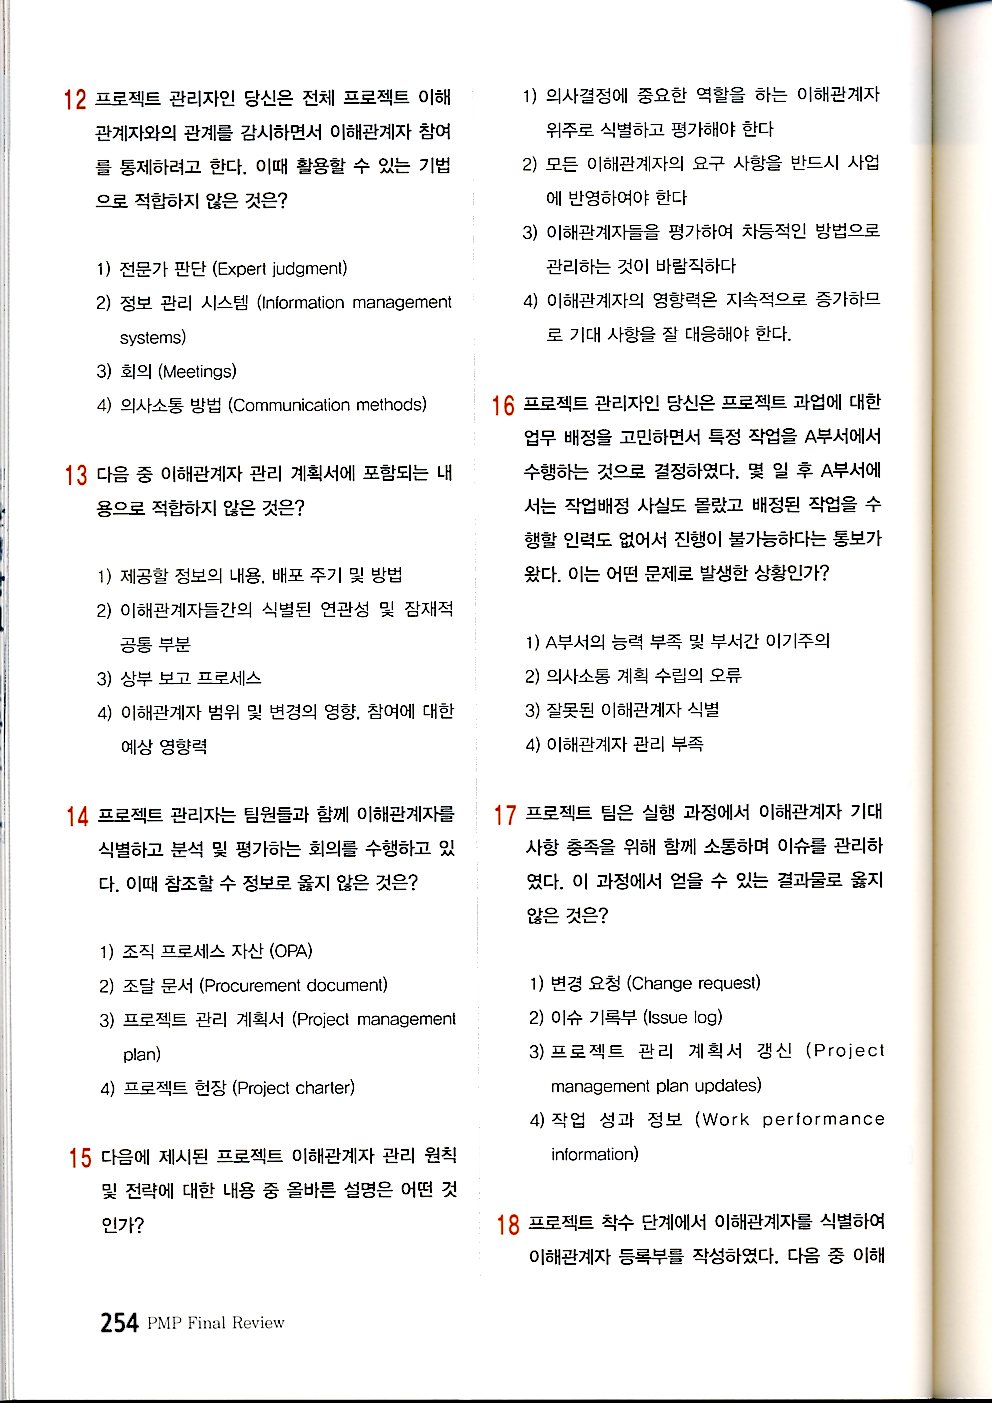 12 프로젝트 관리자인 당신은 전체 프로젝트 이해
관계자와의 관계를 감시하면서 이해관계자 참여
를 통제하려고 한다. 이때 활용할 수 있는 기법
으로 적합하지 않은 것은?
1) 전문가 판단 (Expert judgment)
2) 정보 관리 시스템 (Information management
systems)
3) 회의 (Meetings)
4) 의사소통 방법 (Communication methods)
13 다음 중 이해관계자 관리 계획서에 포함되는 내
용으로 적합하지 않은 것은?
1) 제공할 정보의 내용, 배포 주기 및 방법
2) 이해관계자들간의 식별된 연관성 및 잠재적
공통 부분
3) 상부 보고 프로세스
4) 이해관계자 범위 및 변경의 영향, 참여에 대한
예상 영향력
14 프로젝트 관리자는 팀원들과 함께 이해관계자를
식별하고 분석 및 평가하는 회의를 수행하고 있
다. 이때 참조할 수 정보로 옳지 않은 것은?
1) 조직 프로세스 자산 (OPA)
2) 조달 문서 (Procurement document)
3) 프로젝트 관리 계획서 (Project management
plan)
4) 프로젝트 헌장 (Project charter)
15 다음에 제시된 프로젝트 이해관계자 관리 원칙
및 전략에 대한 내용 중 올바른 설명은 어떤 것
인가?
1) 의사결정에 중요한 역할을 하는 이해관계자
위주로 식별하고 평가해야 한다
2) 모든 이해관계자의 요구 사항을 반드시 사업
에 반영하여야 한다
3) 이해관계자들을 평가하여 차등적인 방법으로
관리하는 것이 바람직하다
4) 이해관계자의 영향력은 지속적으로 증가하므
로 기대 사항을 잘 대응해야 한다.
16 프로젝트 관리자인 당신은 프로젝트 과업에 대한
업무 배정을 고민하면서 특정 작업을 A부서에서
수행하는 것으로 결정하였다. 몇 일 후 A부서에
서는 작업배정 사실도 몰랐고 배정된 작업을 수
행할 인력도 없어서 진행이 불가능하다는 통보가
왔다. 이는 어떤 문제로 발생한 상황인가?
1) A부서의 능력 부족 및 부서간 이기주의
2) 의사소통 계획 수립의 오류
3) 잘못된 이해관계자 식별
4) 이해관계자 관리 부족
17 프로젝트 팀은 실행 과정에서 이해관계자 기대
사항 충족을 위해 함께 소통하며 이슈를 관리하
였다. 이 과정에서 얻을 수 있는 결과물로 옳지
않은 것은?
1) 변경 요청 (Change request)
2) 이슈 기록부 (Issue log)
3) 프로젝트 관리 계획서 갱신 (Project
management plan updates)
4) 작업 성과 정보 (Work performance
information)
18 프로젝트 착수 단계에서 이해관계자를 식별하여
이해관계자 등록부를 작성하였다. 다음 중 이해
254 PMP Final Review